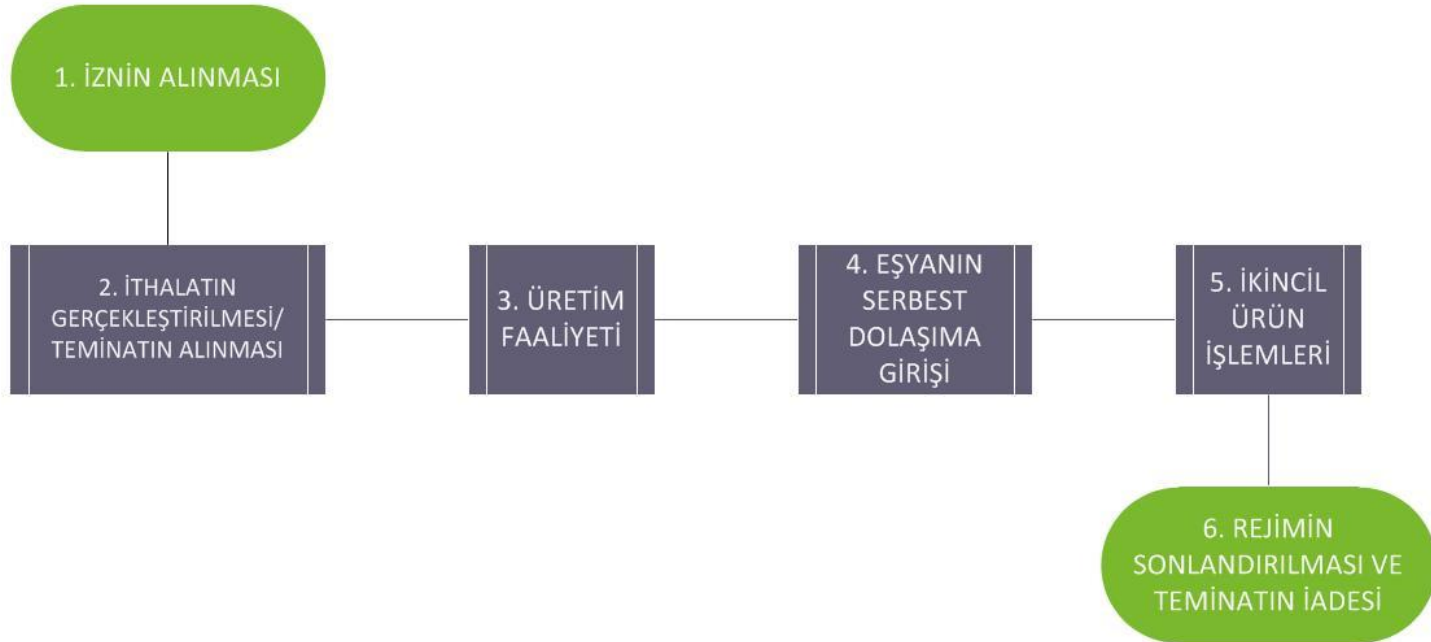 1. İZNİN ALINMASI
2. İTHALATIN
GERÇEKLEŞTİRİLMESİ/
TEMİNATIN ALINMASI
3. ÜRETİM
FAALİYETİ
4. EŞYANIN
SERBEST
DOLAŞIMA
GİRİŞİ
5. İKİNCİL
ÜRÜN
İŞLEMLERİ
6. REJİMİN
SONLANDIRILMASI VE
TEMİNATIN İADESİ